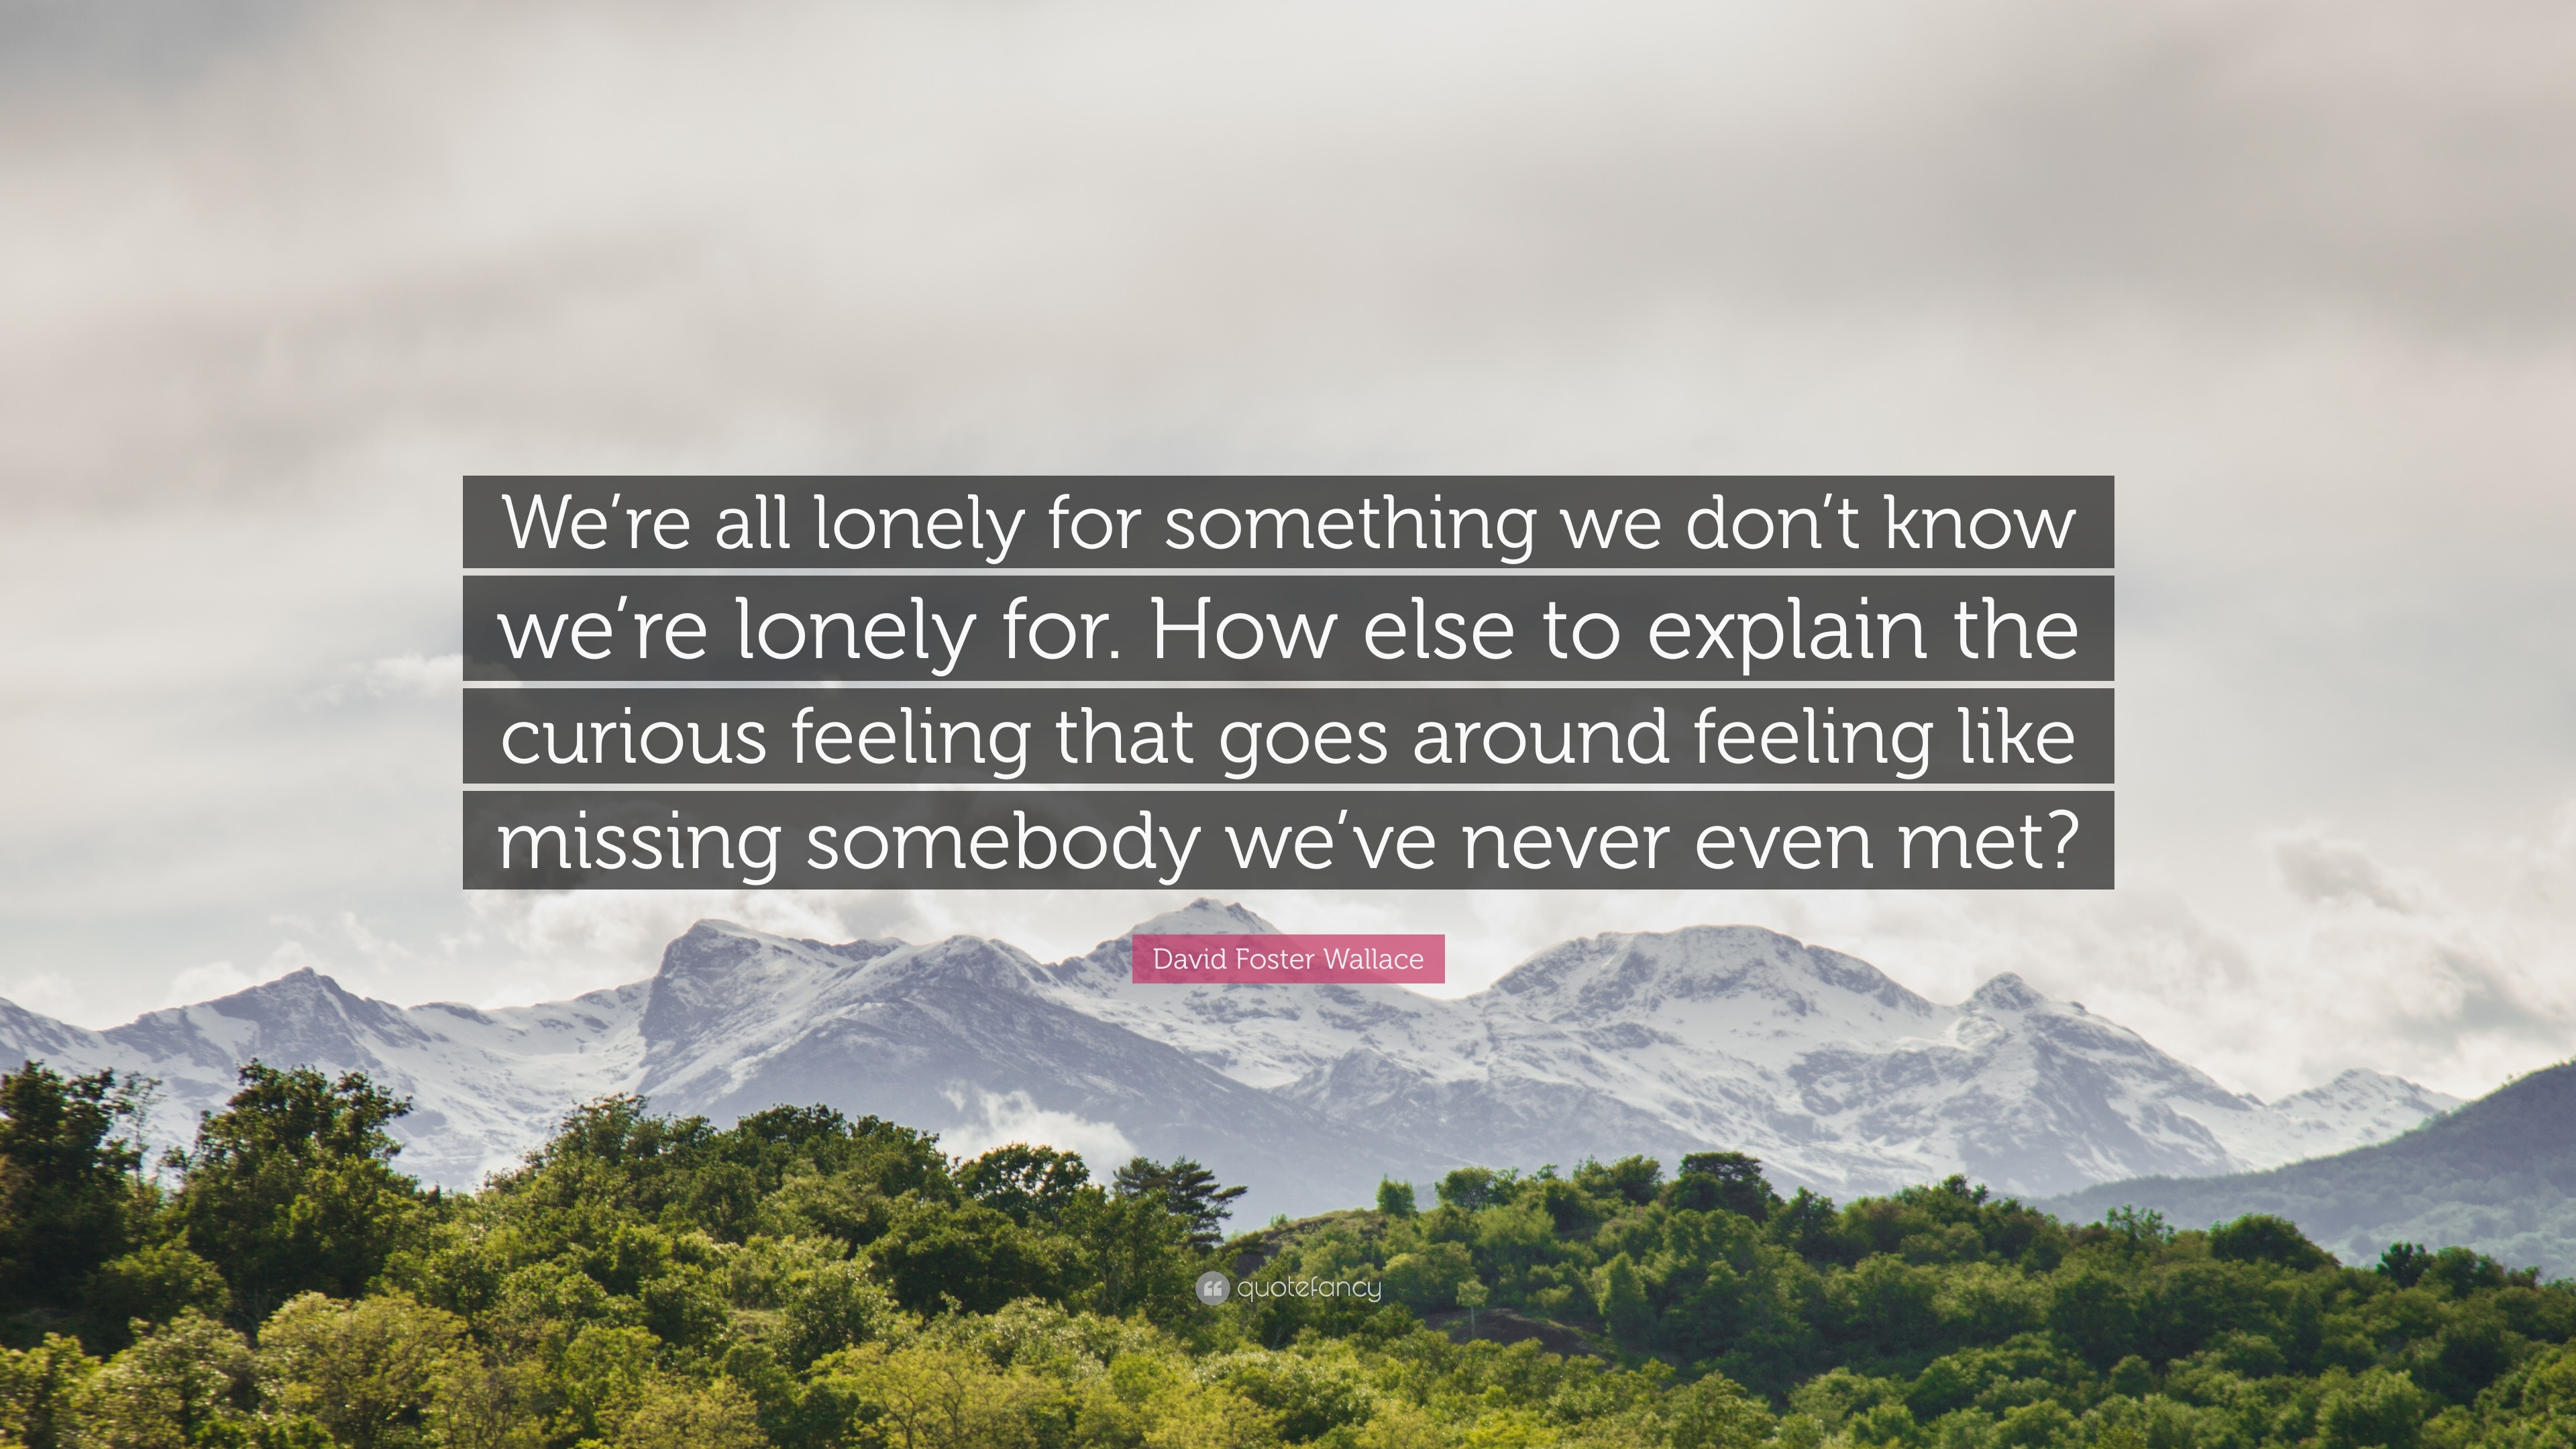 We’re all lonely for something we don’t know
we’re lonely for. How else to explain the
curious feeling that goes around feeling like
missing somebody we’ve never even met?
David Foster Wallace
quotefancy